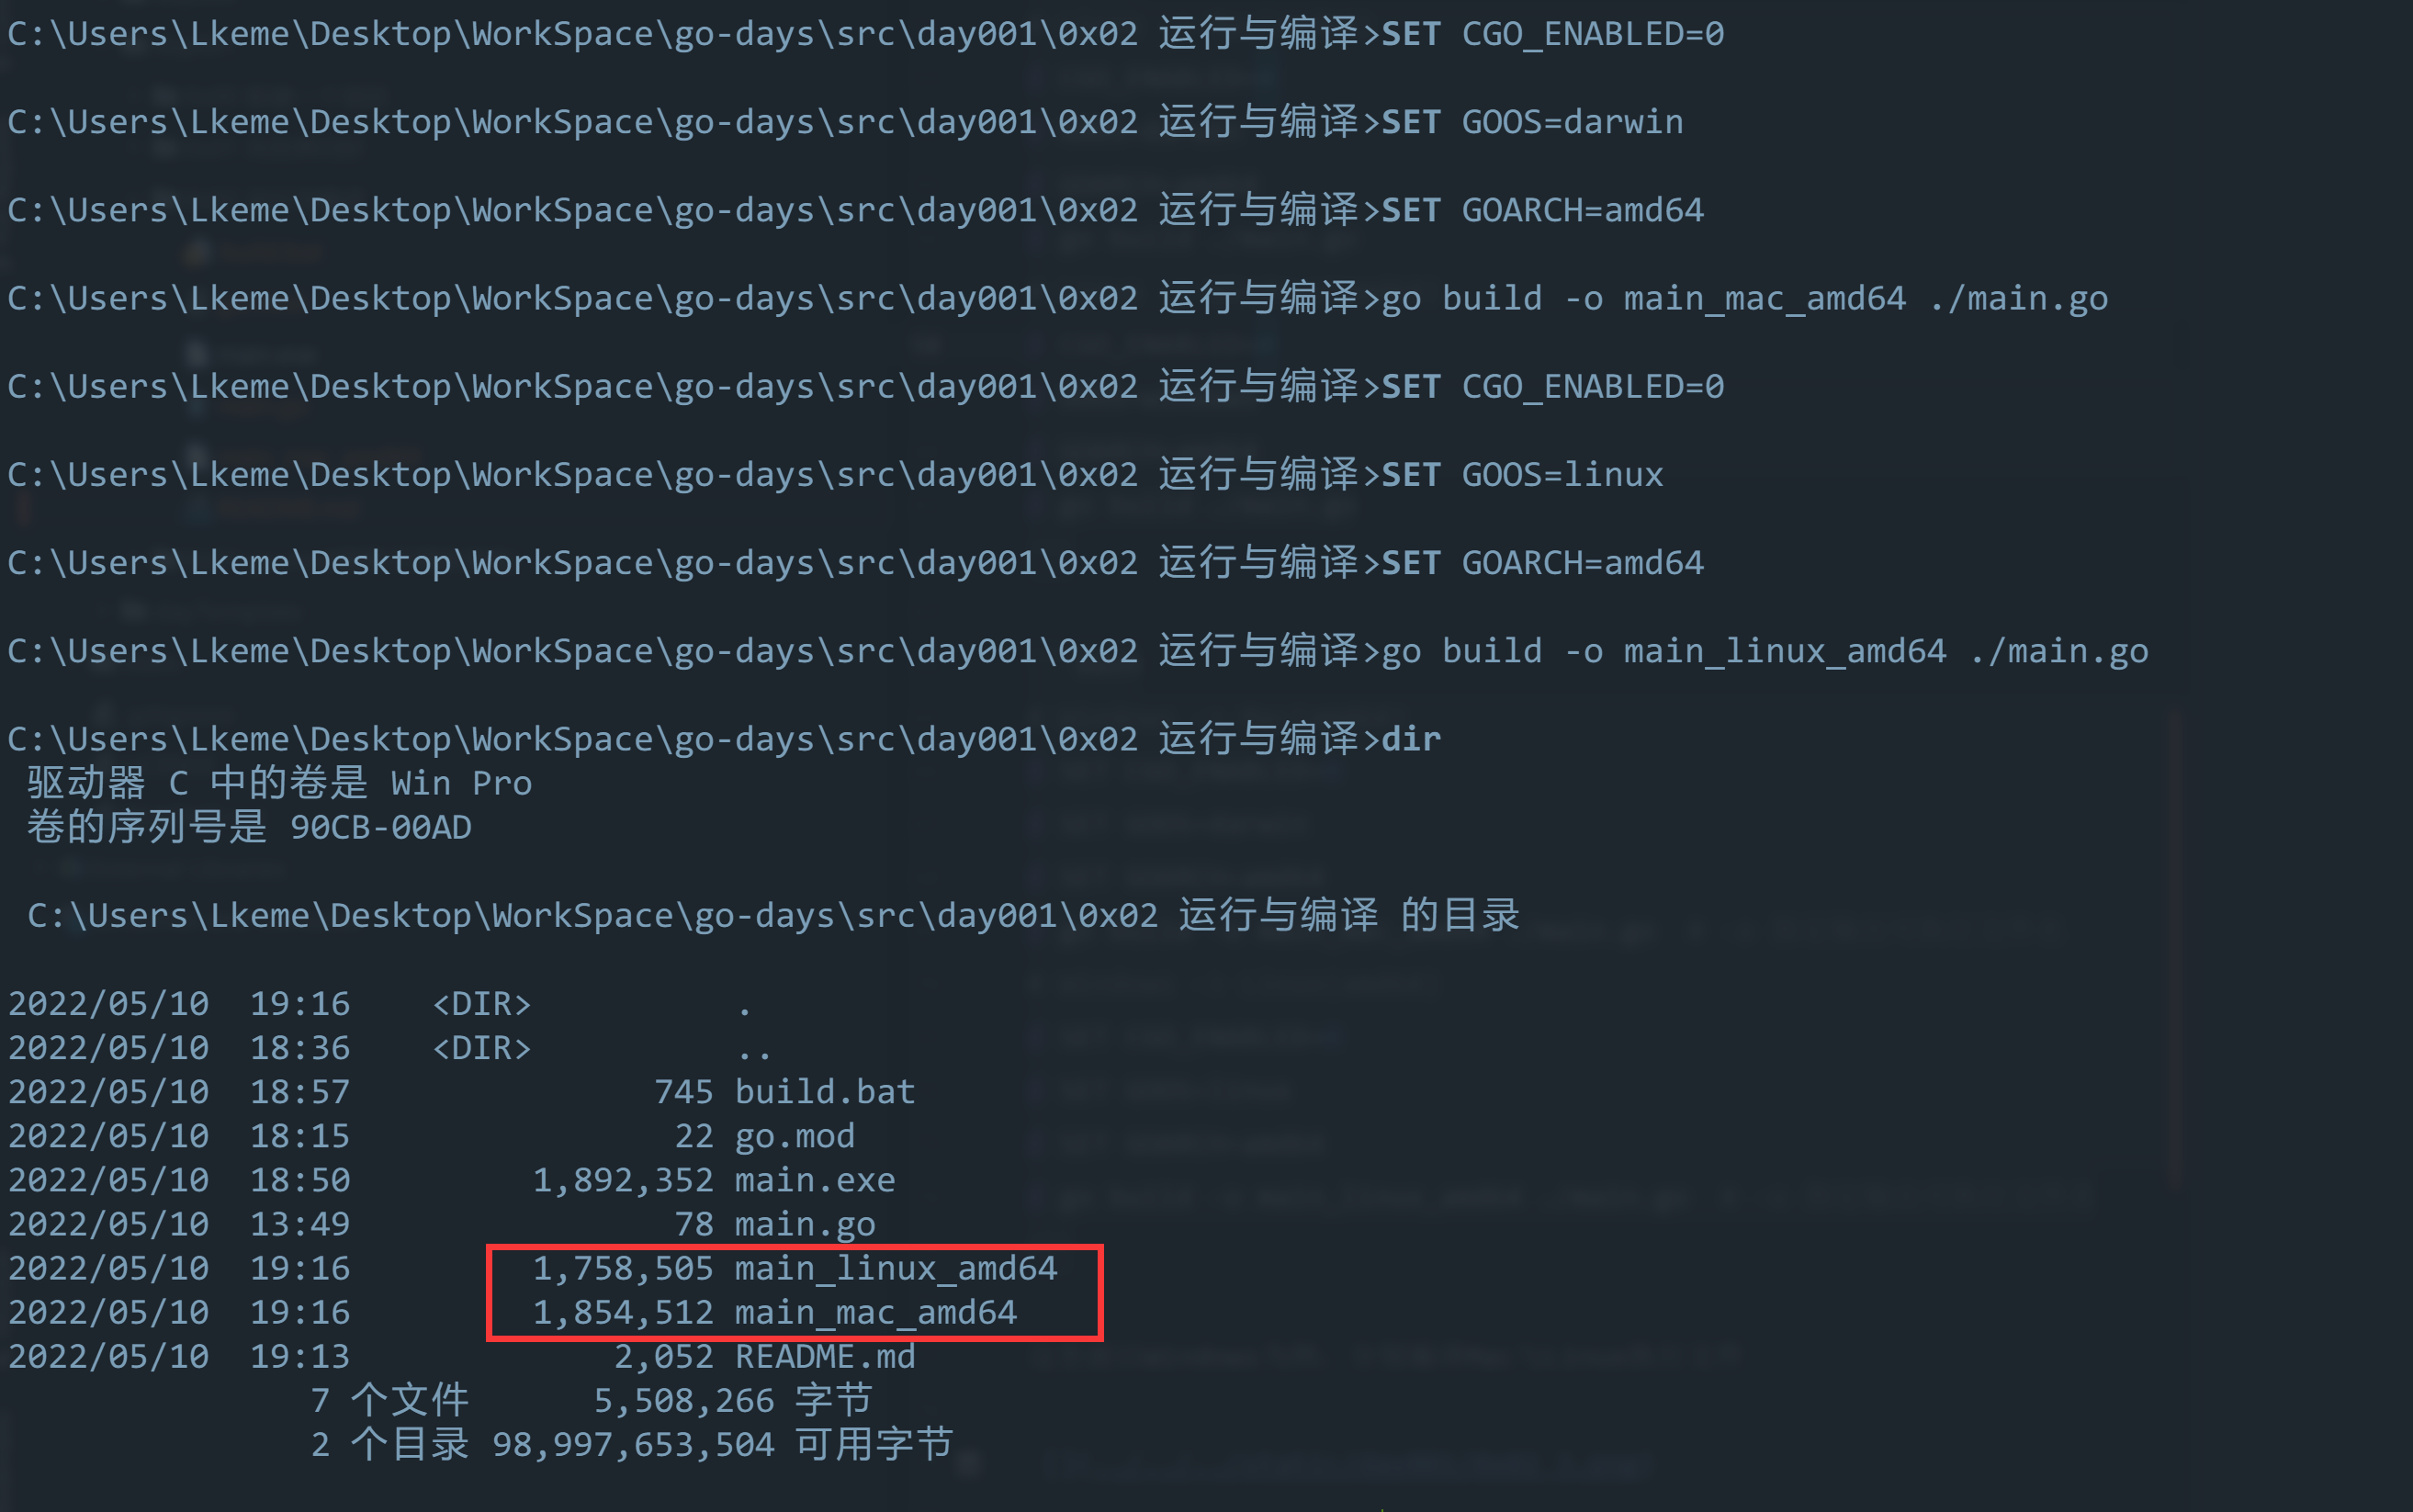 C:\Users\Lkeme\Desktop\WorkSpace\go-days\src\day001\0x02 运行与编译>SET CGO_ENABLED=0
C:\Users\Lkeme\Desktop\WorkSpace\go-days\src\day001\0x02 运行与编译>SET GOOS=darwin
C:\Users\Lkeme\Desktop\WorkSpace\go-days\src\day001\0x02 运行与编译>SET GOARCH=amd64
C:\Users\Lkeme\Desktop\WorkSpace\go-days\src\day001\0x02 运行与编译>go build -o main_mac_amd64 ./main.go
C:\Users\Lkeme\Desktop\WorkSpace\go-days\src\day001\0x02 运行与编译>SET CGO_ENABLED=0
C:\Users\Lkeme\Desktop\WorkSpace\go-days\src\day001\0x02 运行与编译>SET GOOS=linux
C:\Users\Lkeme\Desktop\WorkSpace\go-days\src\day001\0x02 运行与编译>SET GOARCH=amd64
C:\Users\Lkeme\Desktop\WorkSpace\go-days\src\day001\0x02 运行与编译>go build -o main_linux_amd64 ./main.go
C:\Users\Lkeme\Desktop\WorkSpace\go-days\src\day001\0x02 运行与编译>dir
驱动器 C 中的卷是 Win Pro
卷的序列号是 90CB-00AD
C:\Users\Lkeme\Desktop\WorkSpace\go-days\src\day001\0x02 运行与编译 的目录
2022/05/10  19:16    <DIR>          .
2022/05/10  18:36    <DIR>          ..
2022/05/10  18:57               745 build.bat
2022/05/10  18:15                22 go.mod
2022/05/10  18:50         1,892,352 main.exe
2022/05/10  13:49                78 main.go
2022/05/10  19:16         1,758,505 main_linux_amd64
2022/05/10  19:16         1,854,512 main_mac_amd64
2022/05/10  19:13             2,052 README.md
7 个文件      5,508,266 字节
2 个目录 98,997,653,504 可用字节